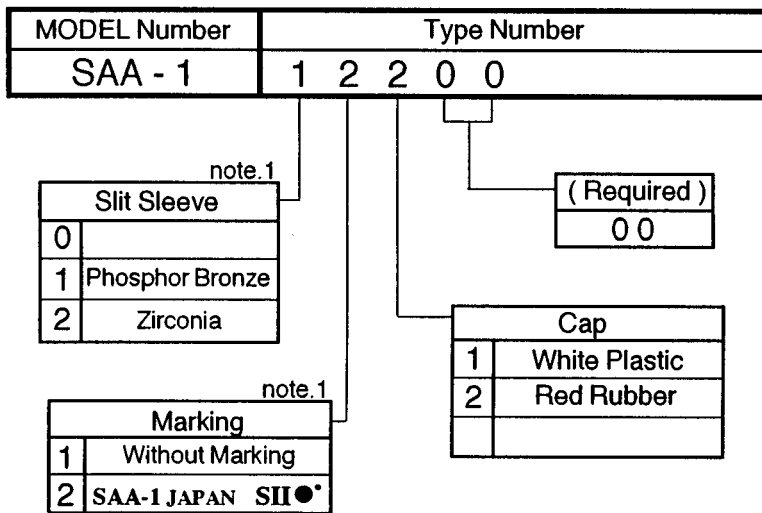 MODEL Number Type Number
SAA - 1 1 2 2 0 0
note.1
Slit Sleeve
0
1 Phosphor Bronze
2 Zirconia
( Required )
0 0
Cap
1 White Plastic
2 Red Rubber
note.1
Marking
1 Without Marking
2 SAA-1 JAPAN SII●•